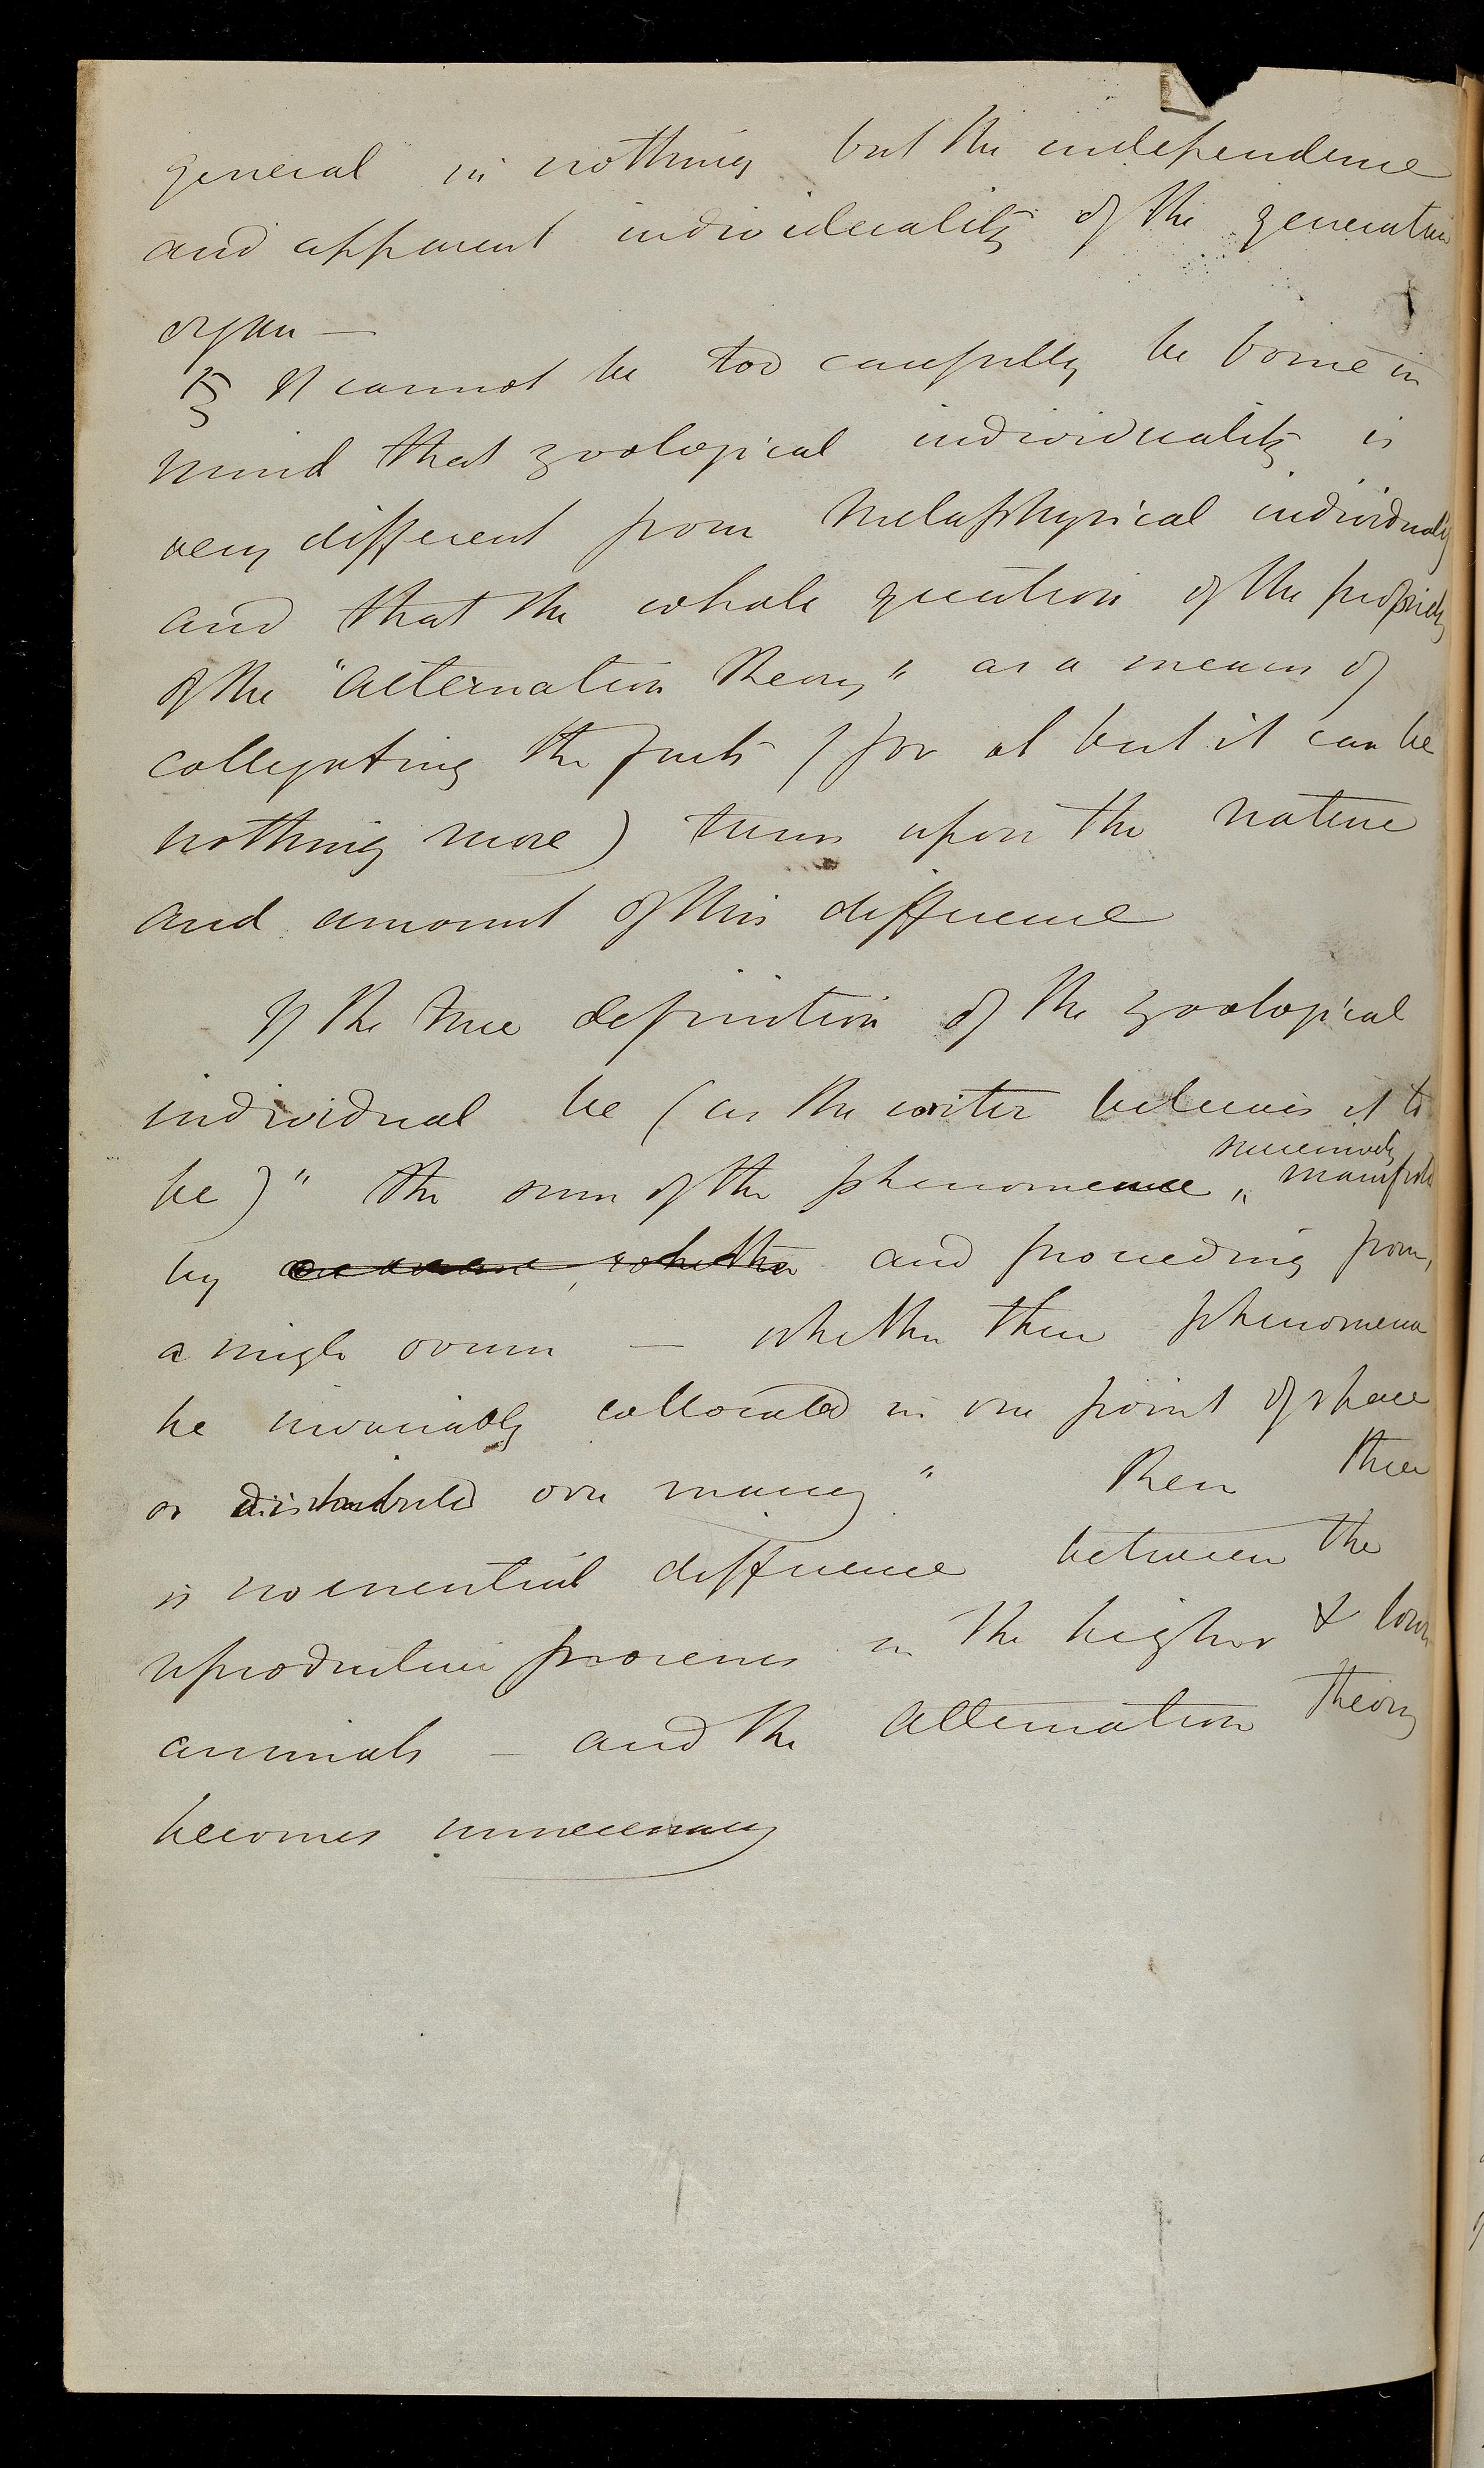 general in nothing but the independence
and apparent individuality of the generative
organ —
It cannot be too carefully be borne in
mind that zoological individuality is
very different from metaphysical individuality
and that the whole question of the propriety
of the "Alternation theory" as a means of
colligating the facts (for at best it can be
nothing more) turns upon the nature
and amount of this difference
If the true definition of the zoological
individual be (as the writer believes it to
successively
be) "the sum of the phenomena manifested
by whether and proceeding from,
a single ovum — whether these phenomena
be invariably collocated in one point of space
or distributed over many" Then there
is no essential difference between the
reproductive processes in the higher & lower
animals — and the Alternation theory
becomes unnecessary